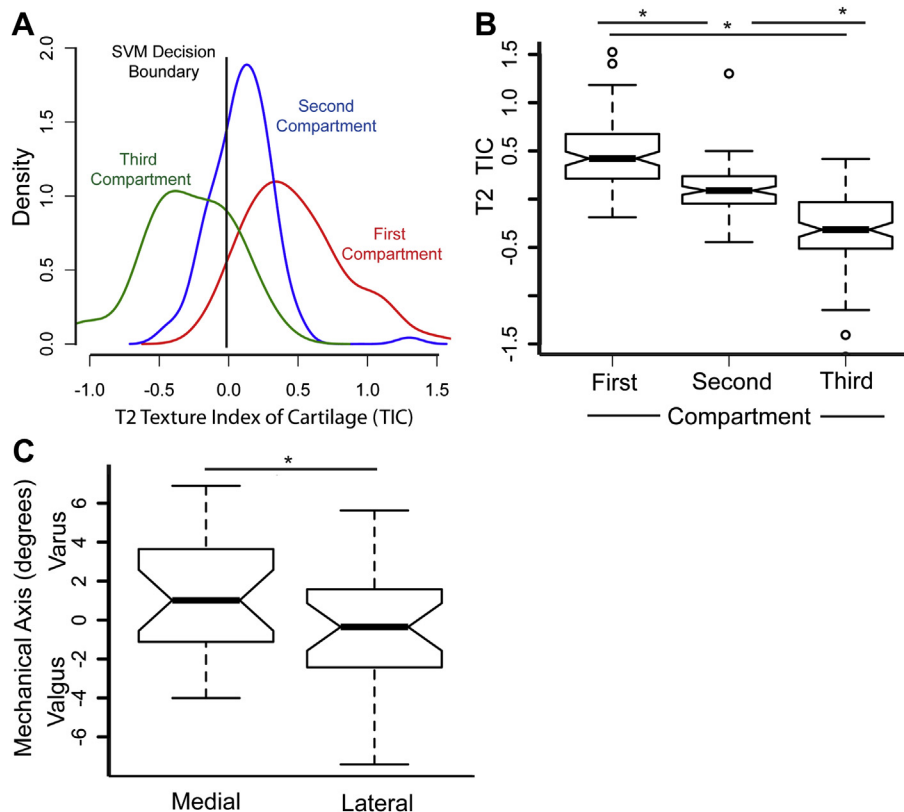 A
SVM Decision
Boundary
Second
Compartment
Third
Compartment
First
Compartment
Density
2.0
1.5
1.0
0.5
0.0
-1.0
-0.5
0.0
0.5
1.0
1.5
T2 Texture Index of Cartilage (TIC)
B
*
*
*
T2 TIC
1.5
1.0
0.5
-0.5
-1.5
First
Second
Third
Compartment
C
*
Mechanical Axis (degrees)
Valgus
Varus
6
4
2
0
-2
-4
-6
Medial
Lateral